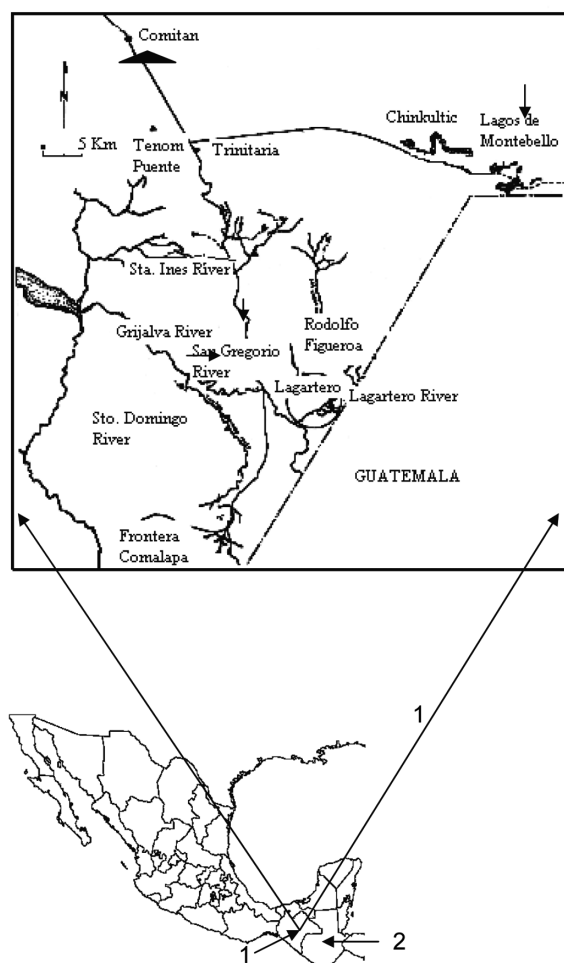 Comitan
N
5 Km
Tenom
Puente
Trinitaria
Chinkultic
Lagos de
Montebello
Sta. Ines River
Grijalva River
San Gregorio
River
Rodolfo
Figueroa
Lagartero
Lagartero River
Sto. Domingo
River
GUATEMALA
Frontera
Comalapa
1
1
2